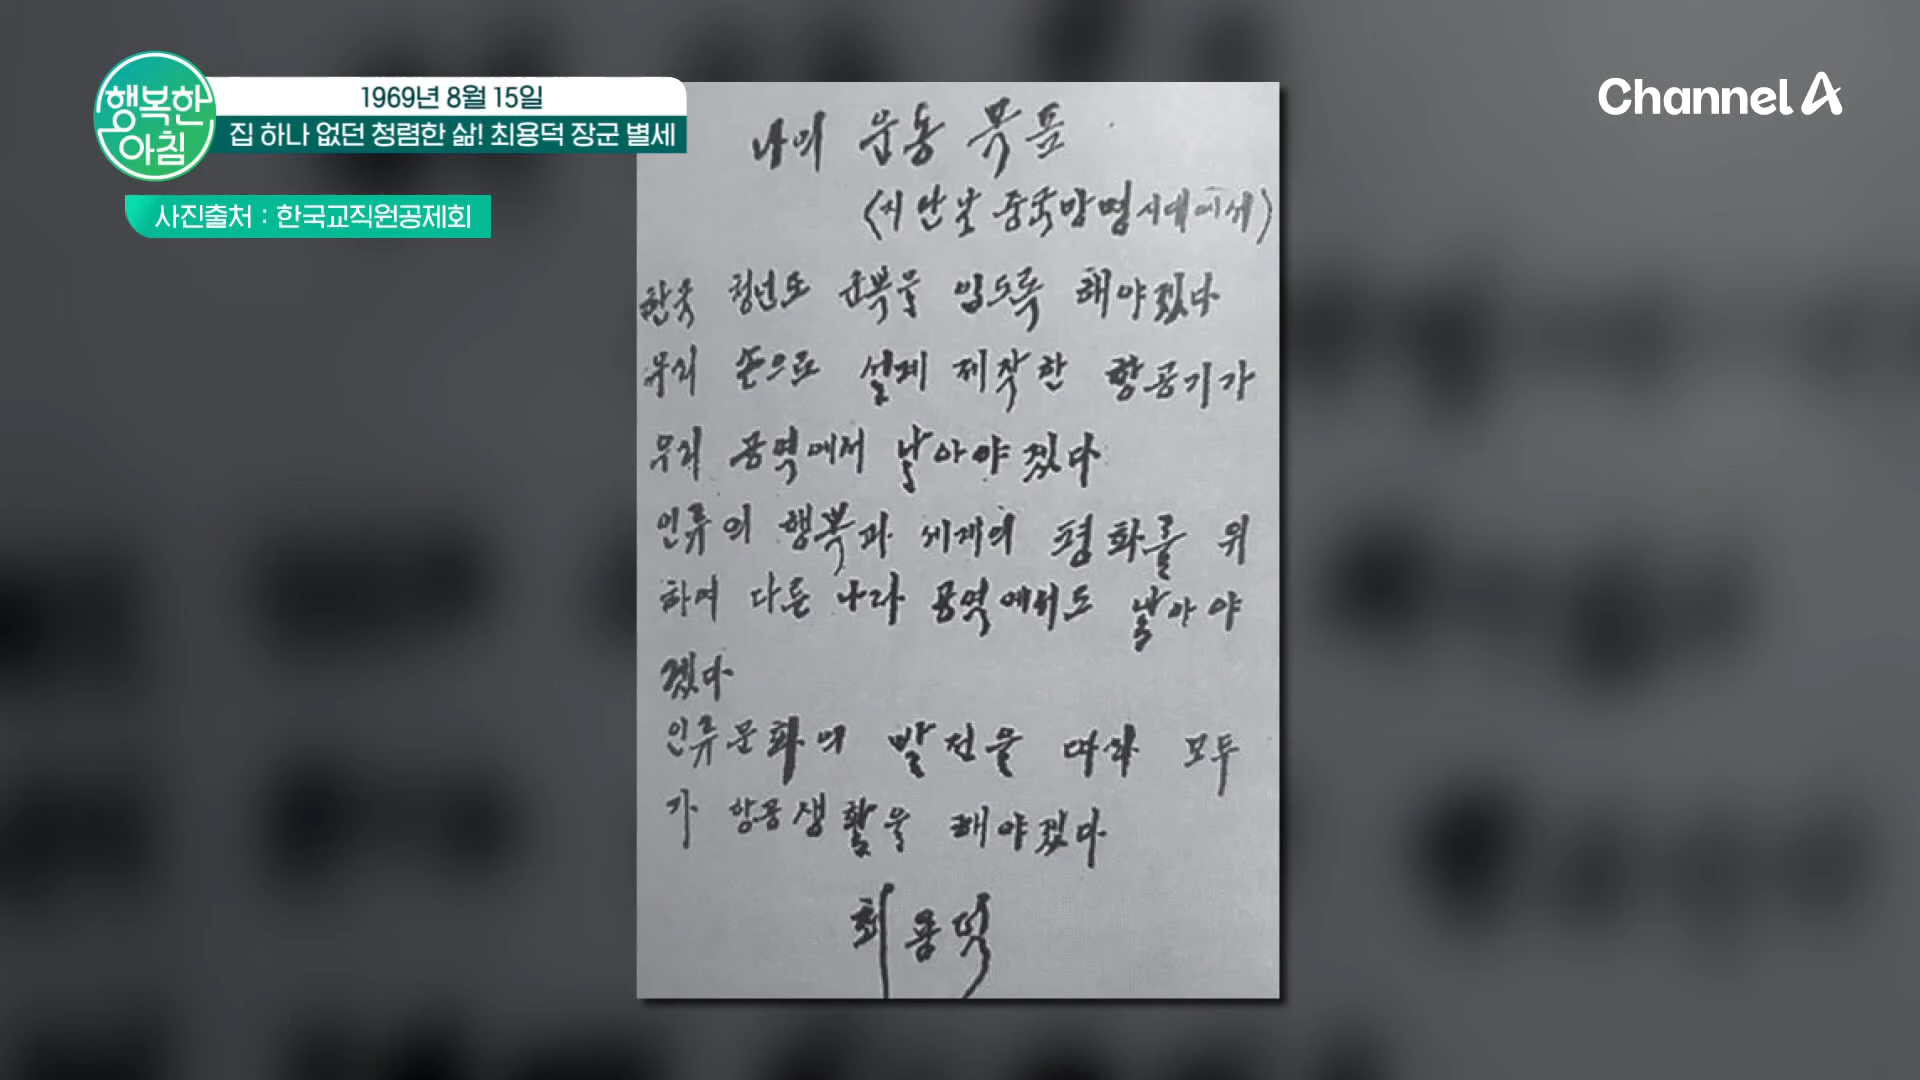 행복한
아침
1969년 8월 15일
집 하나 없던 청렴한 삶! 최용덕 장군 별세
사진출처 : 한국교직원공제회
Channel A
나의 운동 목표
〈지난날 중국망명시대에서〉
한국 청년도 군복을 입도록 해야겠다
우리 손으로 설계 제작한 항공기가
우리 공역에서 날아야겠다
인류의 행복과 세계의 평화를 위
하여 다른 나라 공역에서도 날아야
겠다
인류문화의 발전을 따라 모두
가 항공생활을 해야겠다
최용덕